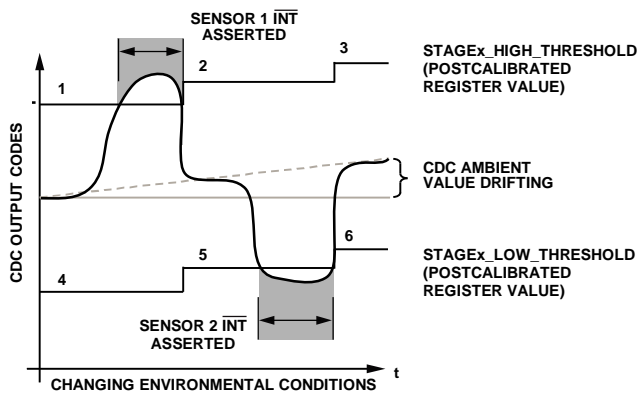 SENSOR 1 INT
ASSERTED
1
2
3
STAGEx_HIGH_THRESHOLD
(POSTCALIBRATED
REGISTER VALUE)
CDC OUTPUT CODES
CDC AMBIENT
VALUE DRIFTING
4
5
6
STAGEx_LOW_THRESHOLD
(POSTCALIBRATED
REGISTER VALUE)
SENSOR 2 INT
ASSERTED
t
CHANGING ENVIRONMENTAL CONDITIONS